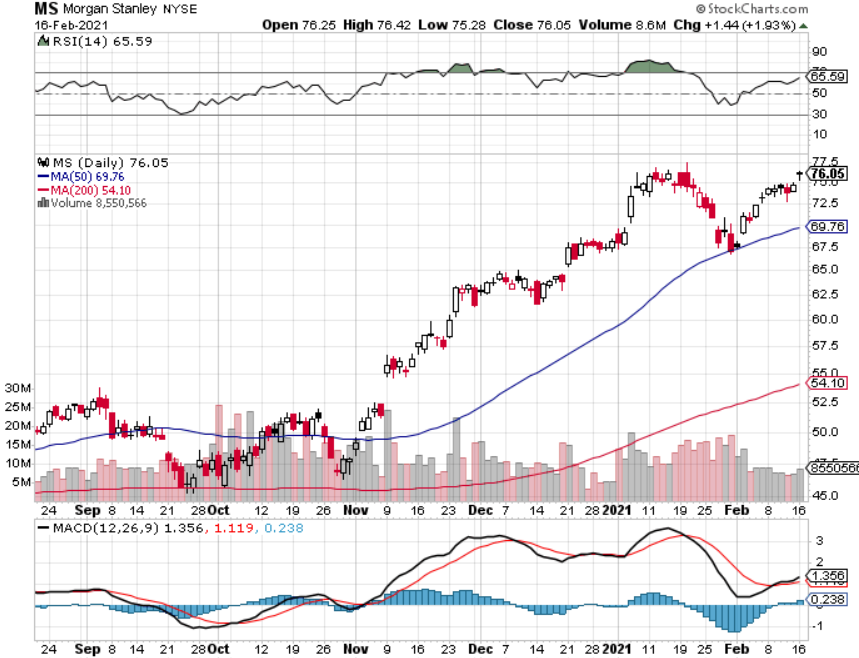 MS Morgan Stanley NYSE
© StockCharts.com
16-Feb-2021
Open 76.25 High 76.42 Low 75.28 Close 76.05 Volume 8.6M Chg +1.44 (+1.93%)
RSI(14) 65.59
90
65.59
50
30
10
MS (Daily) 76.05
MA(50) 69.76
MA(200) 54.10
Volume 8,550,566
77.5
76.05
75.0
72.5
69.76
67.5
65.0
62.5
60.0
57.5
55.0
54.10
52.5
50.0
47.5
8550566
45.0
30M
25M
20M
15M
10M
5M
24 Sep 8 14 21 28 Oct 12 19 26 Nov 9 16 23 Dec 7 14 21 28 2021 11 19 25 Feb 8 16
MACD(12,26,9) 1.356, 1.119, 0.238
3
2
1.356
0.238
-1
24 Sep 8 14 21 28 Oct 12 19 26 Nov 9 16 23 Dec 7 14 21 28 2021 11 19 25 Feb 8 16